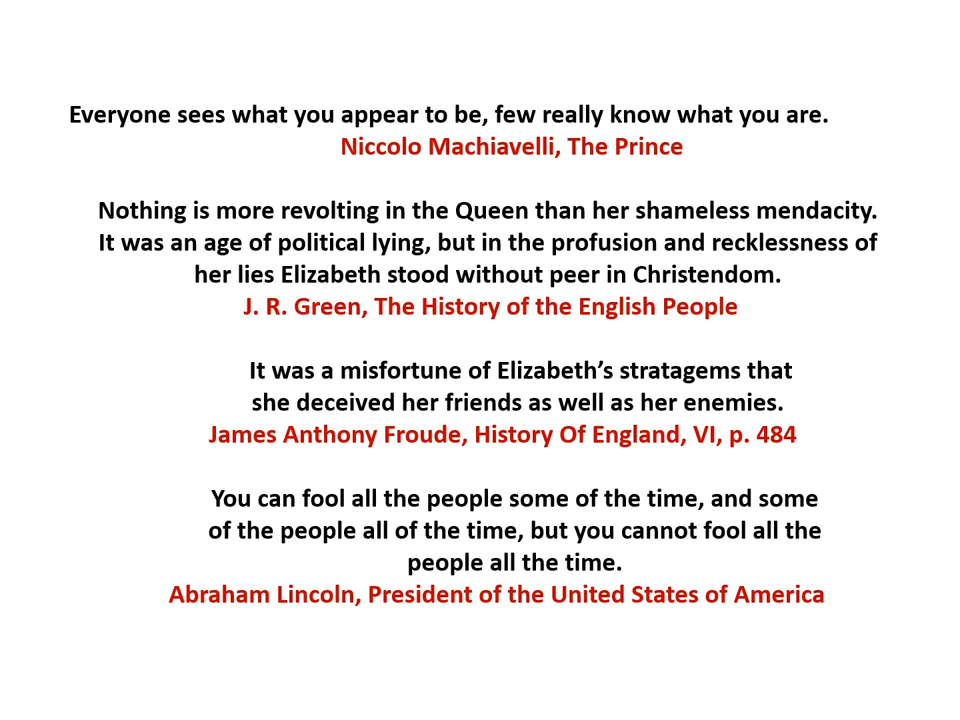 Everyone sees what you appear to be, few really know what you are.
Niccolo Machiavelli, The Prince
Nothing is more revolting in the Queen than her shameless mendacity.
It was an age of political lying, but in the profusion and recklessness of
her lies Elizabeth stood without peer in Christendom.
J. R. Green, The History of the English People
It was a misfortune of Elizabeth’s stratagems that
she deceived her friends as well as her enemies.
James Anthony Froude, History Of England, VI, p. 484
You can fool all the people some of the time, and some
of the people all of the time, but you cannot fool all the
people all the time.
Abraham Lincoln, President of the United States of America